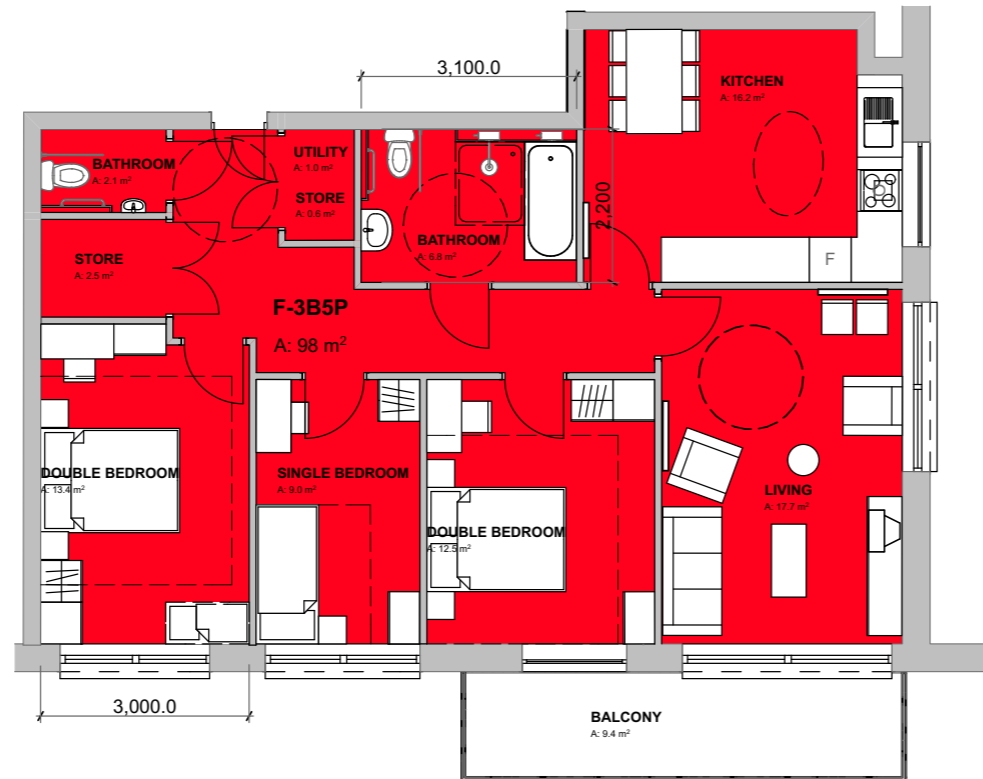 3,100.0
KITCHEN
A: 16.2 m²
BATHROOM
A: 2.1 m²
UTILITY
A: 1.0 m²
STORE
A: 0.6 m²
2,200
BATHROOM
A: 6.8 m²
STORE
A: 2.5 m²
F
F-3B5P
A: 98 m²
DOUBLE BEDROOM
A: 13.4 m²
SINGLE BEDROOM
A: 9.0 m²
DOUBLE BEDROOM
A: 12.5 m²
LIVING
A: 17.7 m²
3,000.0
BALCONY
A: 9.4 m²